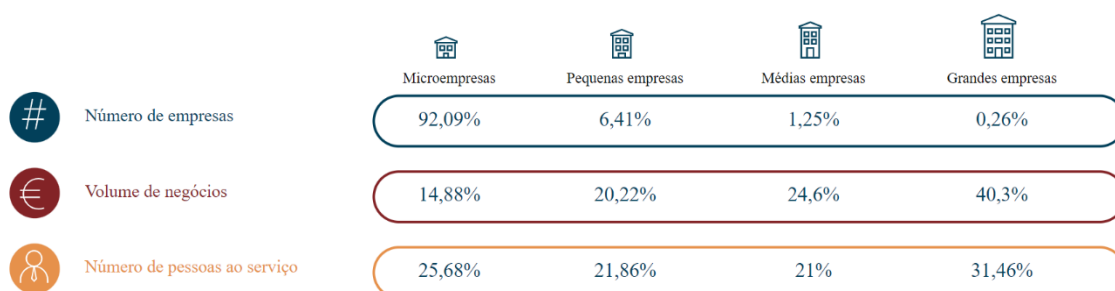 Microempresas Pequenas empresas Médias empresas Grandes empresas
# Número de empresas 92,09% 6,41% 1,25% 0,26%
€ Volume de negócios 14,88% 20,22% 24,6% 40,3%
Número de pessoas ao serviço 25,68% 21,86% 21% 31,46%